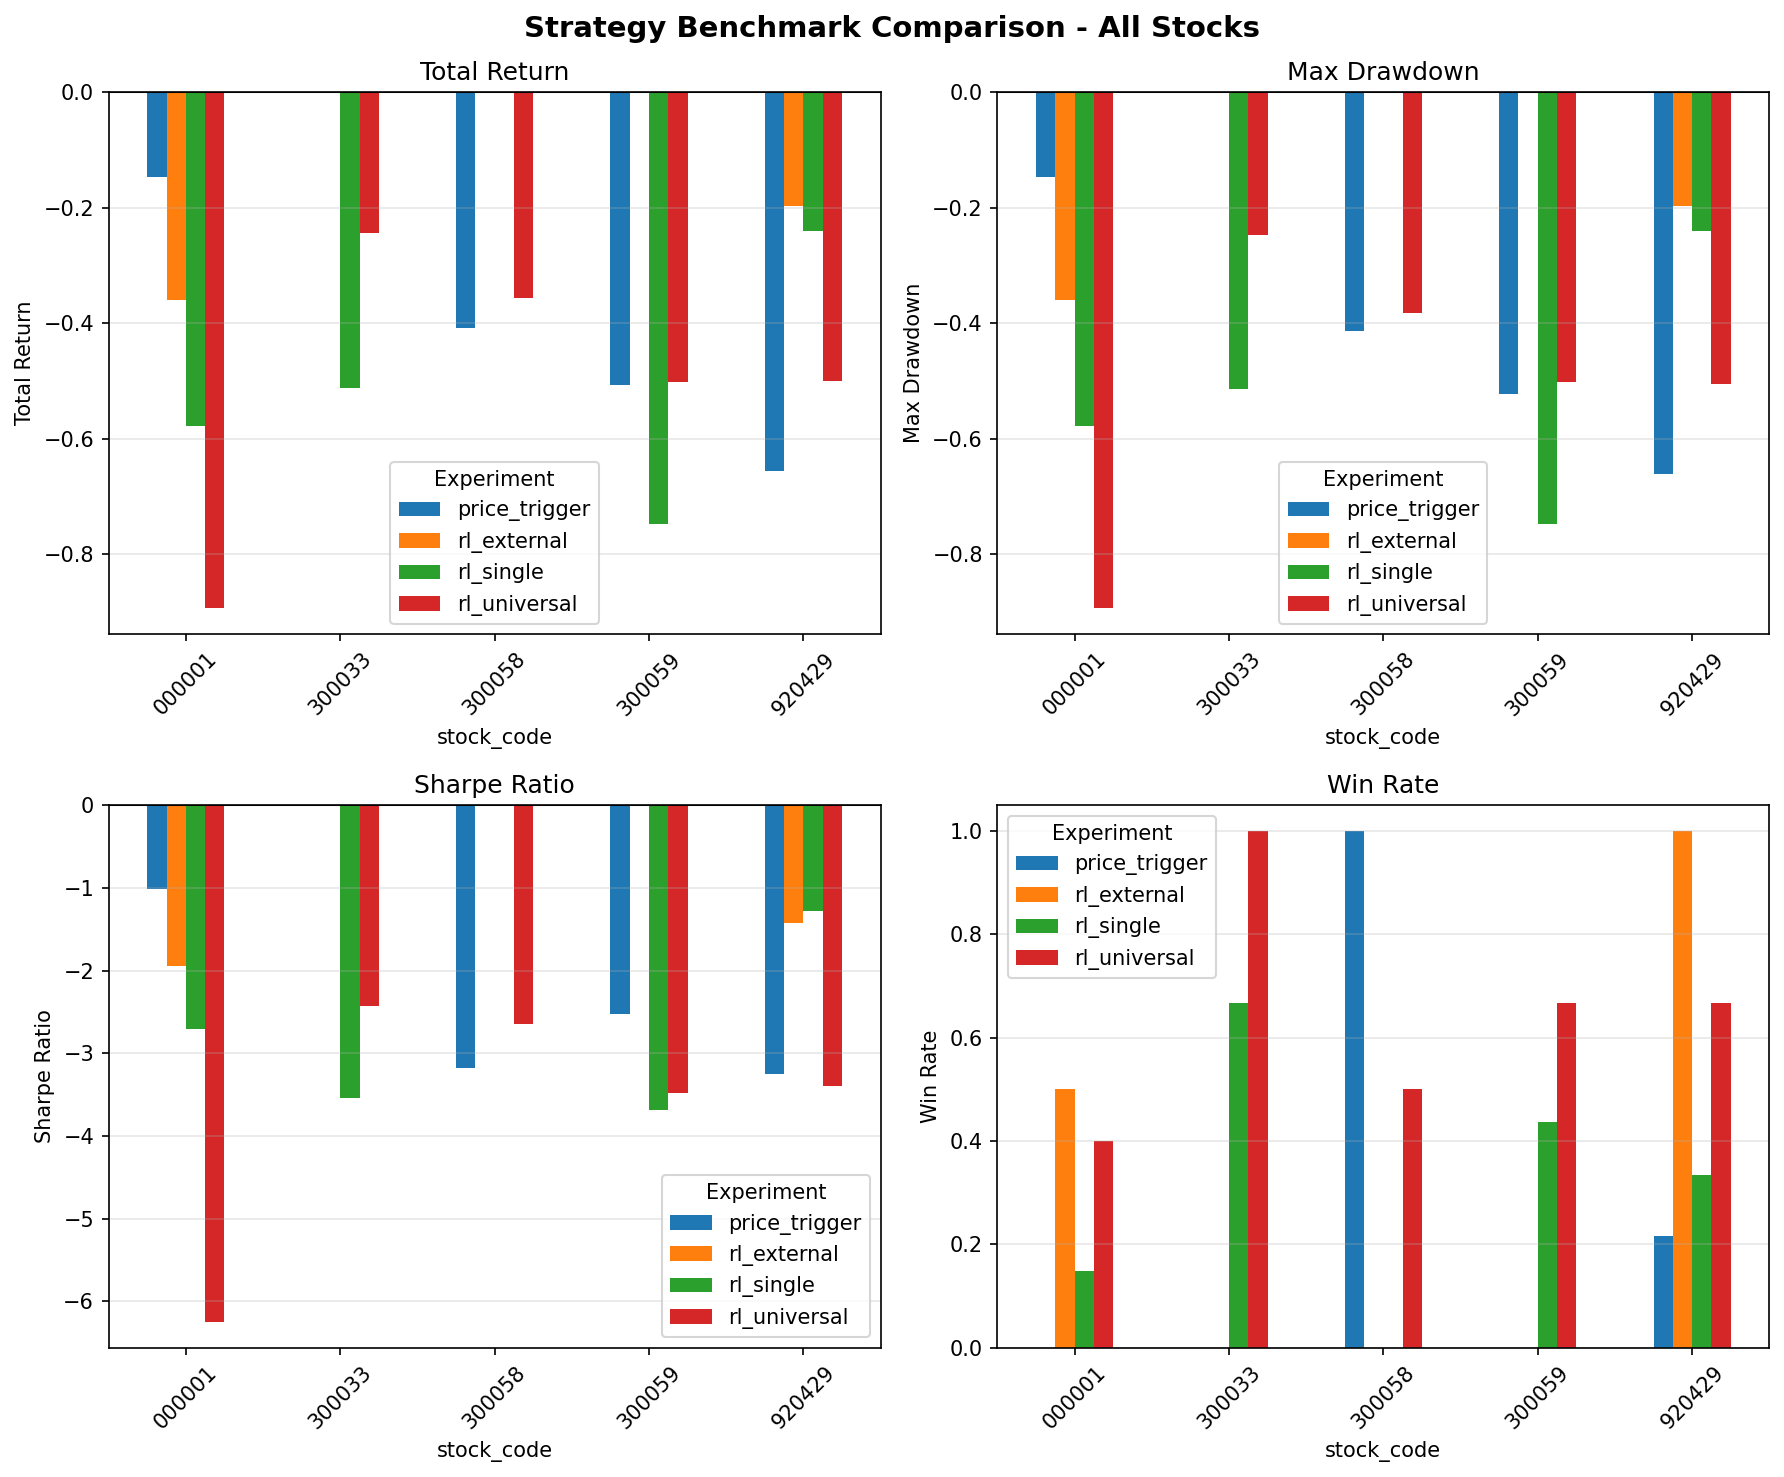 Strategy Benchmark Comparison - All Stocks
Total Return
Total Return
0.0
−0.2
−0.4
−0.6
−0.8
Experiment
price_trigger
rl_external
rl_single
rl_universal
000001
300033
300058
300059
920429
stock_code
Max Drawdown
Max Drawdown
0.0
−0.2
−0.4
−0.6
−0.8
Experiment
price_trigger
rl_external
rl_single
rl_universal
000001
300033
300058
300059
920429
stock_code
Sharpe Ratio
Sharpe Ratio
0
−1
−2
−3
−4
−5
−6
Experiment
price_trigger
rl_external
rl_single
rl_universal
000001
300033
300058
300059
920429
stock_code
Win Rate
Win Rate
1.0
0.8
0.6
0.4
0.2
0.0
Experiment
price_trigger
rl_external
rl_single
rl_universal
000001
300033
300058
300059
920429
stock_code